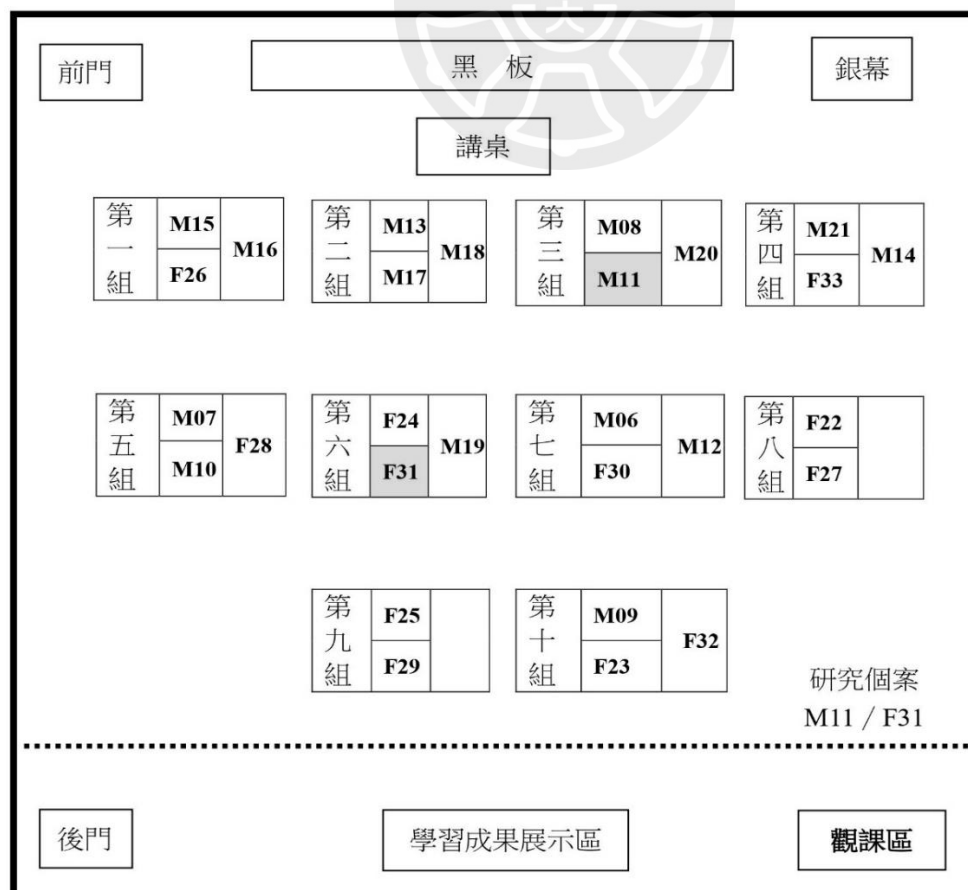 前門
黑 板
銀幕
講桌
第一組
M15
F26
M16
第二組
M13
M17
M18
第三組
M08
M11
M20
第四組
M21
F33
M14
第五組
M07
M10
F28
第六組
F24
F31
M19
第七組
M06
F30
M12
第八組
F22
F27
第九組
F25
F29
第十組
M09
F23
F32
研究個案
M11 / F31
後門
學習成果展示區
觀課區
大